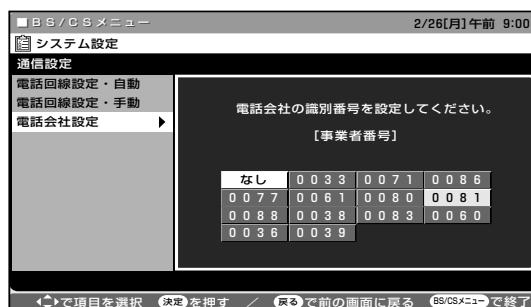 ■BS/CSメニュー 2/26[月]午前 9:00
システム設定
通信設定
電話回線設定・自動
電話回線設定・手動
電話会社設定 ▶
電話会社の識別番号を設定してください。
[事業者番号]
なし 0033 0071 0086
0077 0061 0080 0081
0088 0038 0083 0060
0036 0039
で項目を選択 決定を押す / 戻るで前の画面に戻る BS/CSメニューで終了